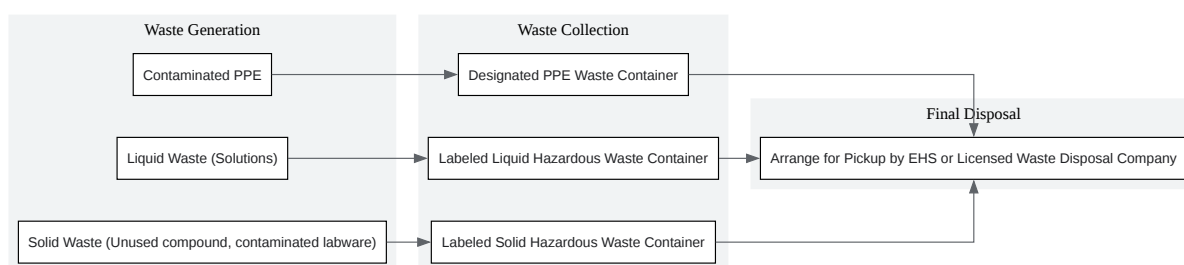 Waste Generation
Waste Collection
Contaminated PPE
Designated PPE Waste Container
Final Disposal
Liquid Waste (Solutions)
Labeled Liquid Hazardous Waste Container
Arrange for Pickup by EHS or Licensed Waste Disposal Company
Solid Waste (Unused compound, contaminated labware)
Labeled Solid Hazardous Waste Container